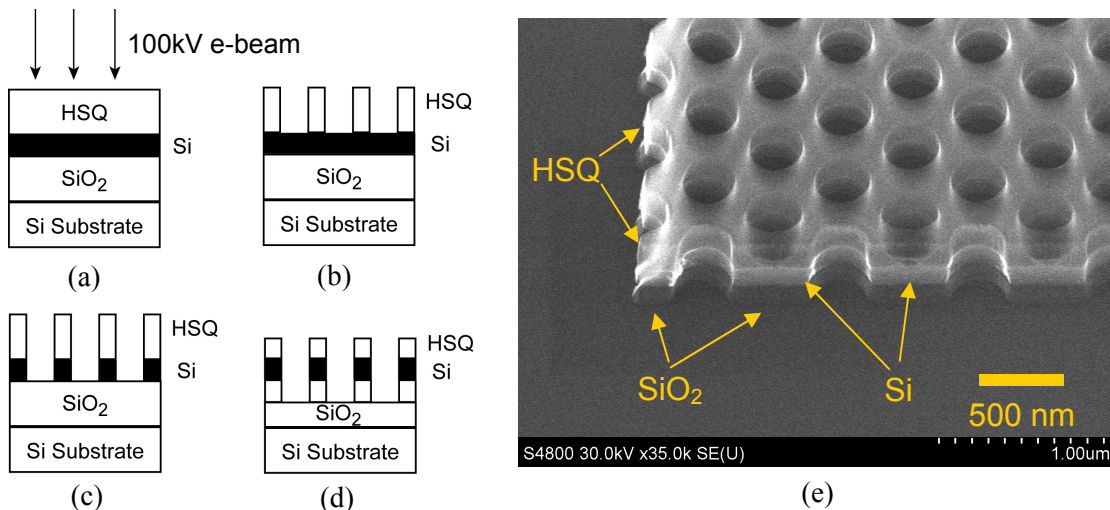 100kV e-beam
HSQ
Si
SiO₂
Si Substrate
(a)
HSQ
Si
SiO₂
Si Substrate
(b)
HSQ
Si
SiO₂
Si Substrate
(c)
HSQ
Si
SiO₂
Si Substrate
(d)
HSQ
SiO₂
Si
500 nm
S4800 30.0kV x35.0k SE(U)
1.00um
(e)